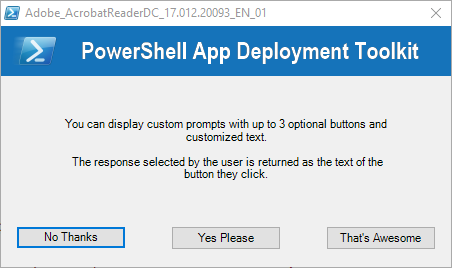 Adobe_AcrobatReaderDC_17.012.20093_EN_01
PowerShell App Deployment Toolkit
You can display custom prompts with up to 3 optional buttons and
customized text.
The response selected by the user is returned as the text of the
button they click.
No Thanks
Yes Please
That's Awesome